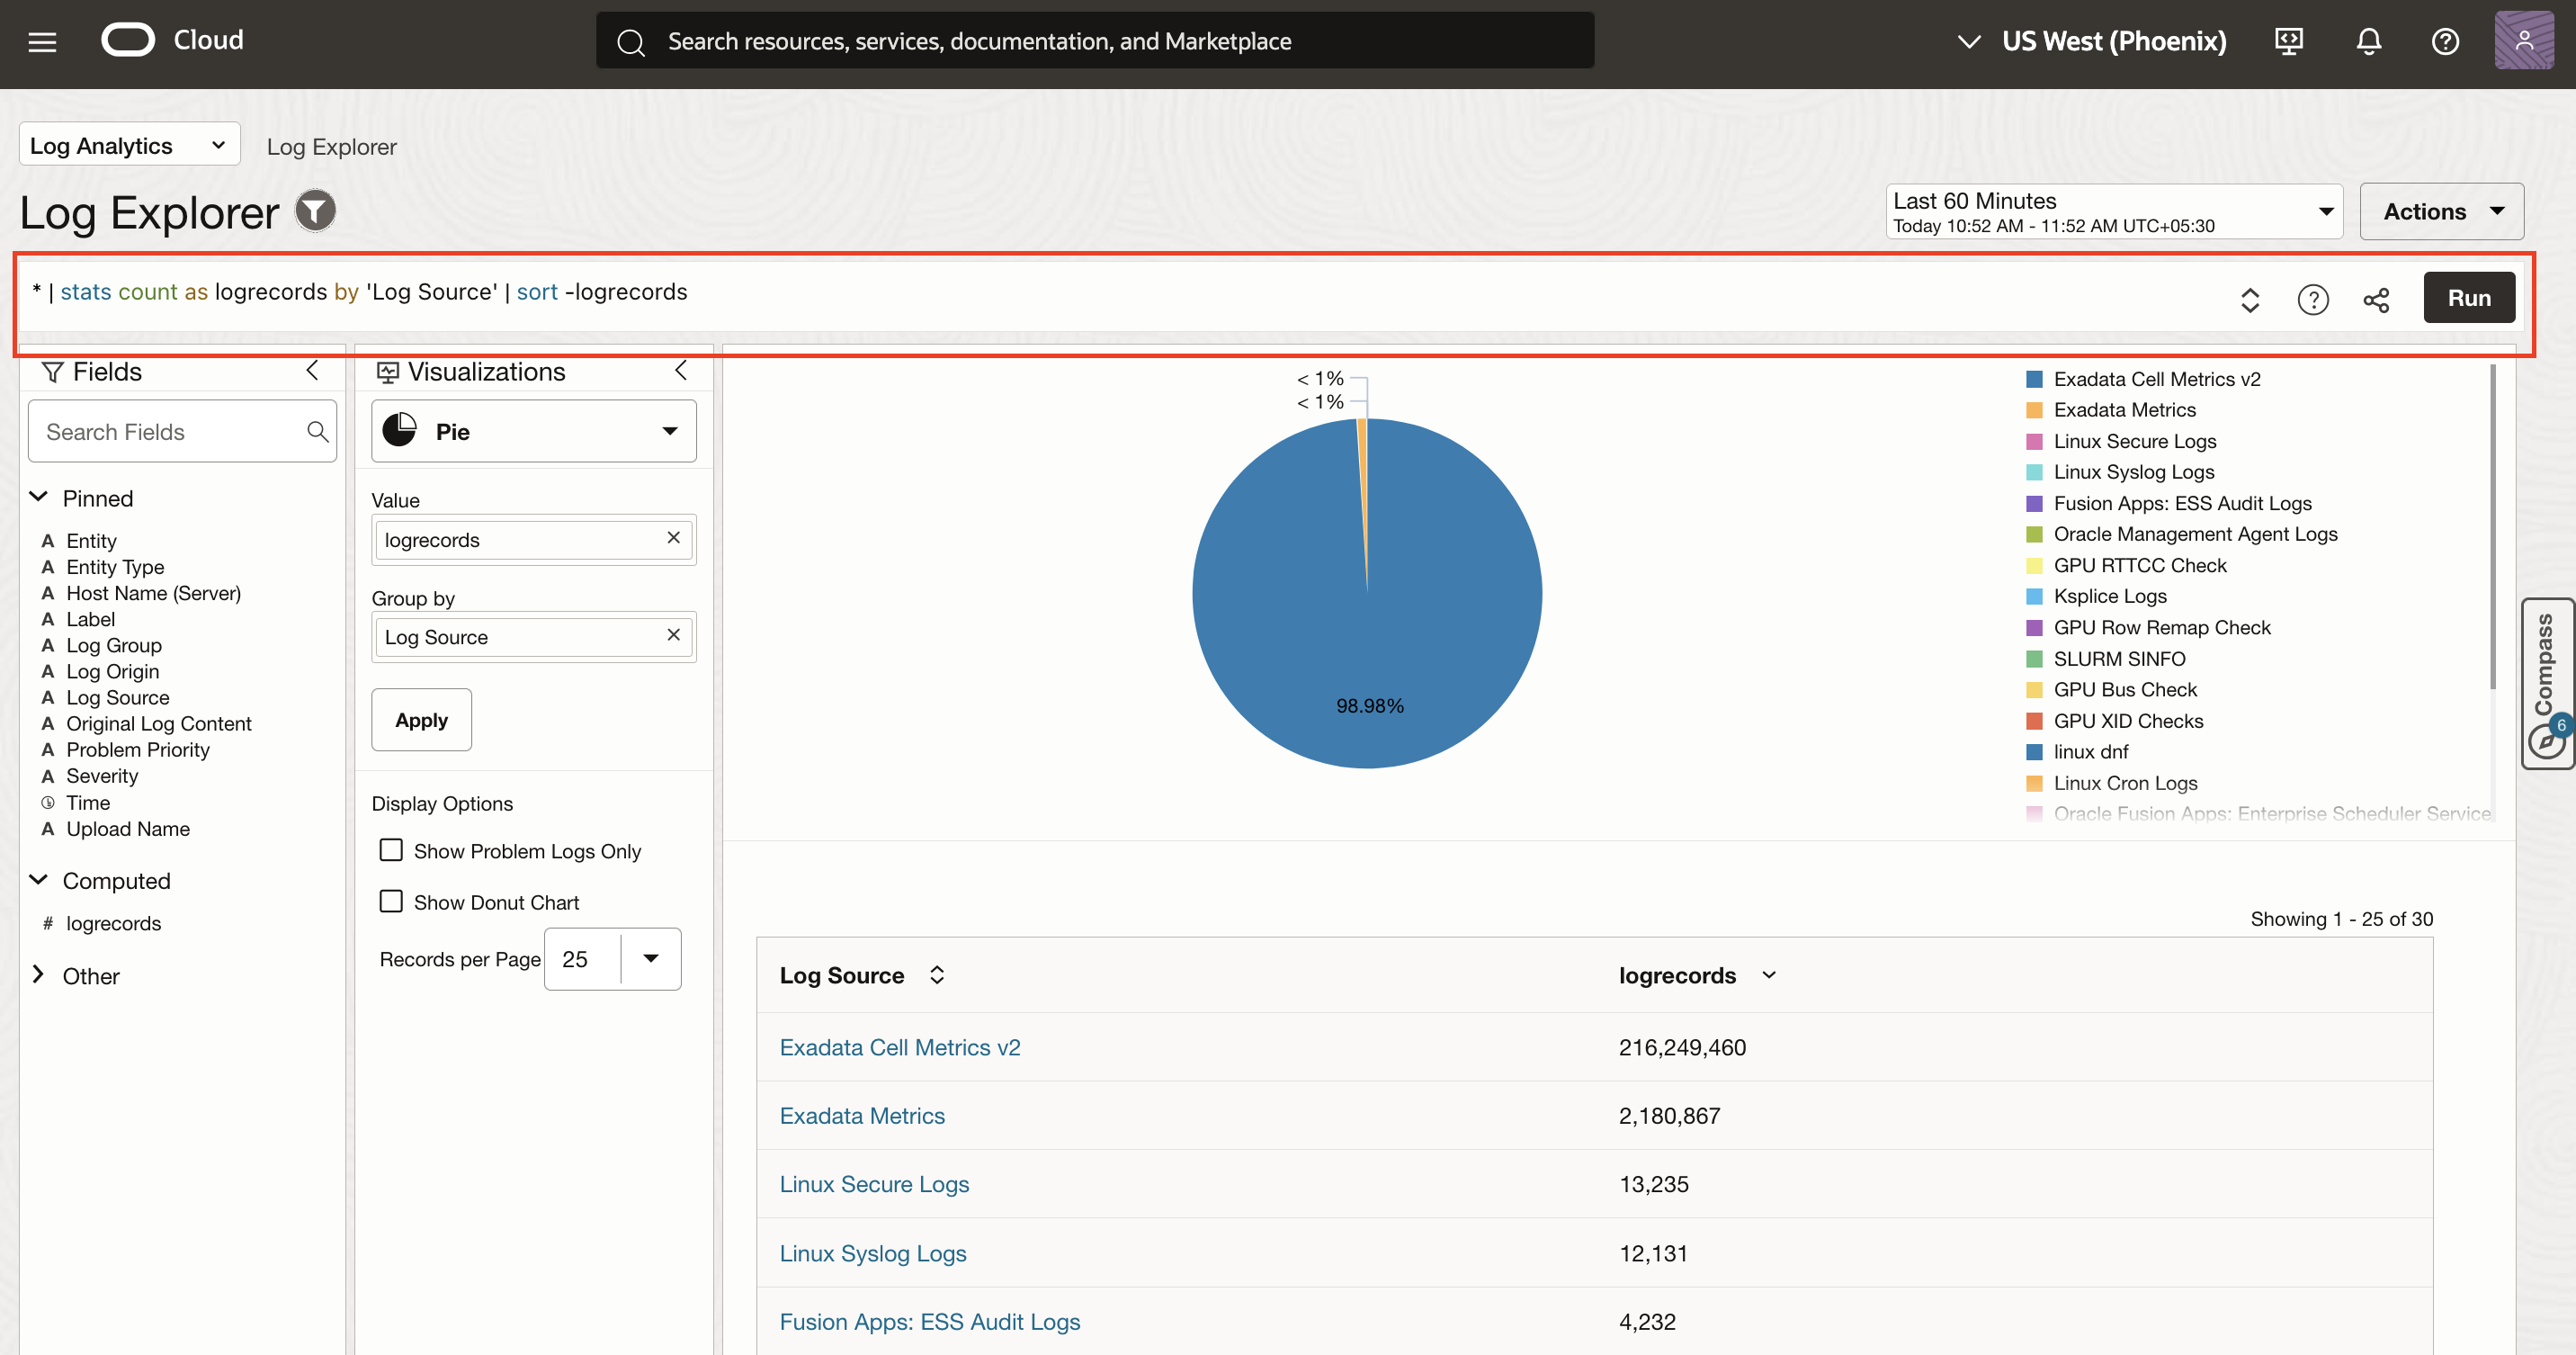 Cloud
Search resources, services, documentation, and Marketplace
US West (Phoenix)
Log Analytics
Log Explorer
Log Explorer
Last 60 Minutes
Today 10:52 AM - 11:52 AM UTC+05:30
Actions
* | stats count as logrecords by 'Log Source' | sort -logrecords
Run
Fields
Search Fields
Pinned
A Entity
A Entity Type
A Host Name (Server)
A Label
A Log Group
A Log Origin
A Log Source
A Original Log Content
A Problem Priority
A Severity
Time
A Upload Name
Computed
# logrecords
Other
Visualizations
Pie
Value
logrecords
Group by
Log Source
Apply
Display Options
Show Problem Logs Only
Show Donut Chart
Records per Page 25
< 1%
< 1%
98.98%
Exadata Cell Metrics v2
Exadata Metrics
Linux Secure Logs
Linux Syslog Logs
Fusion Apps: ESS Audit Logs
Oracle Management Agent Logs
GPU RTTCC Check
Ksplice Logs
GPU Row Remap Check
SLURM SINFO
GPU Bus Check
GPU XID Checks
linux dnf
Linux Cron Logs
Oracle Fusion Apps: Enterprise Scheduler Service
Compass
6
Showing 1 - 25 of 30
Log Source logrecords
Exadata Cell Metrics v2 216,249,460
Exadata Metrics 2,180,867
Linux Secure Logs 13,235
Linux Syslog Logs 12,131
Fusion Apps: ESS Audit Logs 4,232